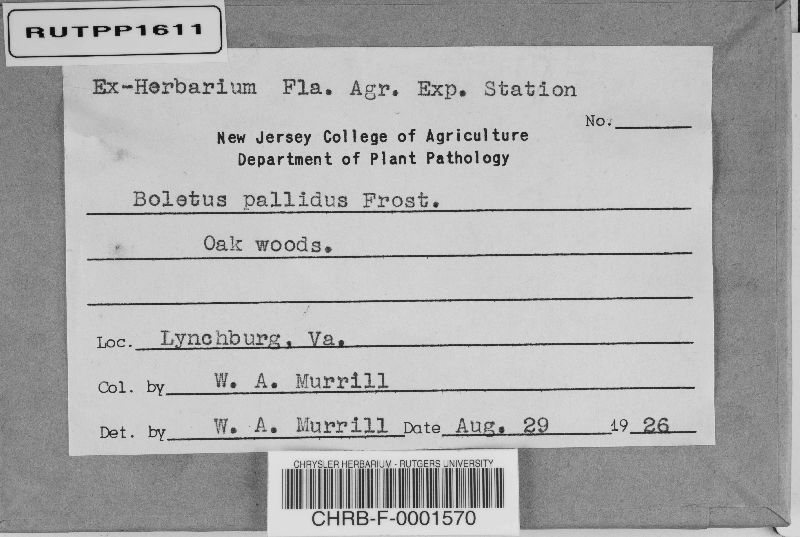 RUTPP1611
Ex-Herbarium Fla. Agr. Exp. Station
No.
New Jersey College of Agriculture
Department of Plant Pathology
Boletus pallidus Frost.
Oak woods.
Loc. Lynchburg, Va.
Col. by W. A. Murrill
Det. by W. A. Murrill Date Aug. 29 1926
CHRYSLER HERBARIUM - RUTGERS UNIVERSITY
CHRB-F-0001570